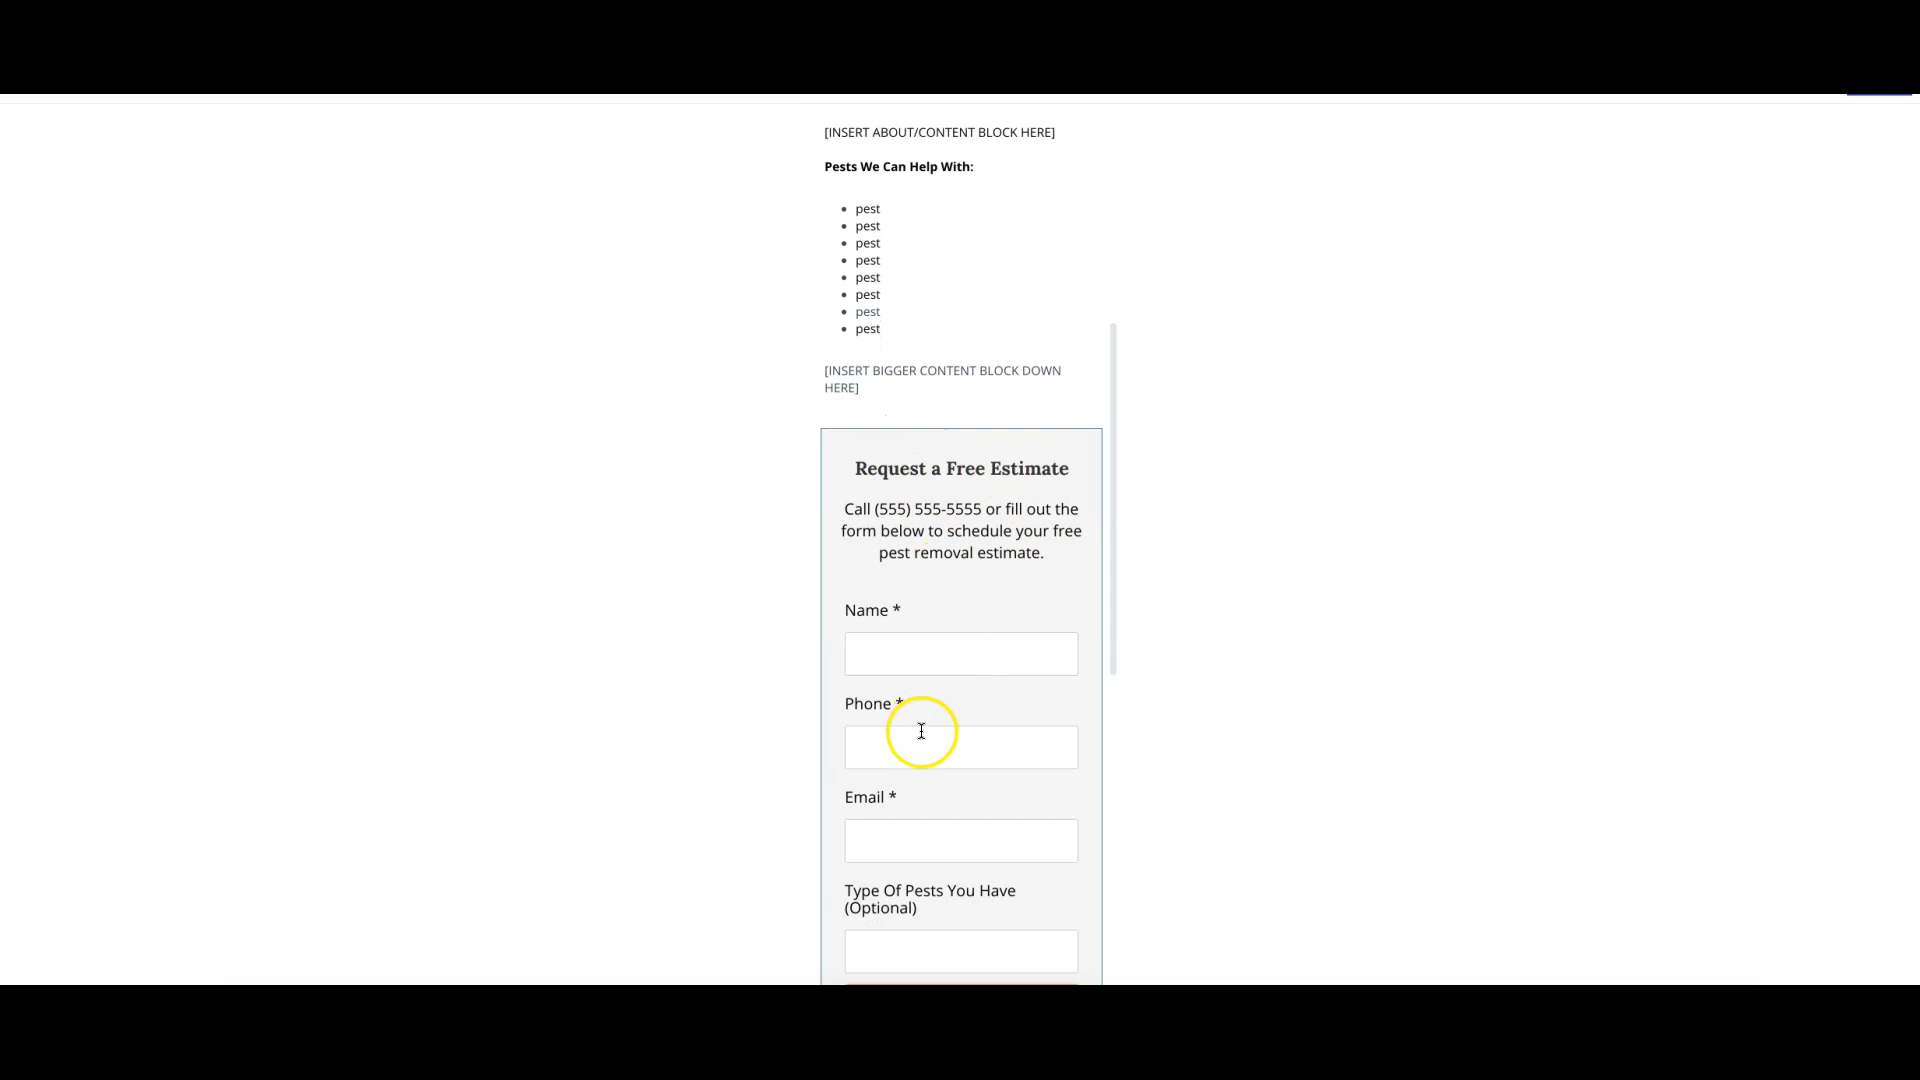 [INSERT ABOUT/CONTENT BLOCK HERE]
Pests We Can Help With:
• pest
• pest
• pest
• pest
• pest
• pest
• pest
• pest
[INSERT BIGGER CONTENT BLOCK DOWN
HERE]
Request a Free Estimate
Call (555) 555-5555 or fill out the
form below to schedule your free
pest removal estimate.
Name *
Phone *
Email *
Type Of Pests You Have
(Optional)